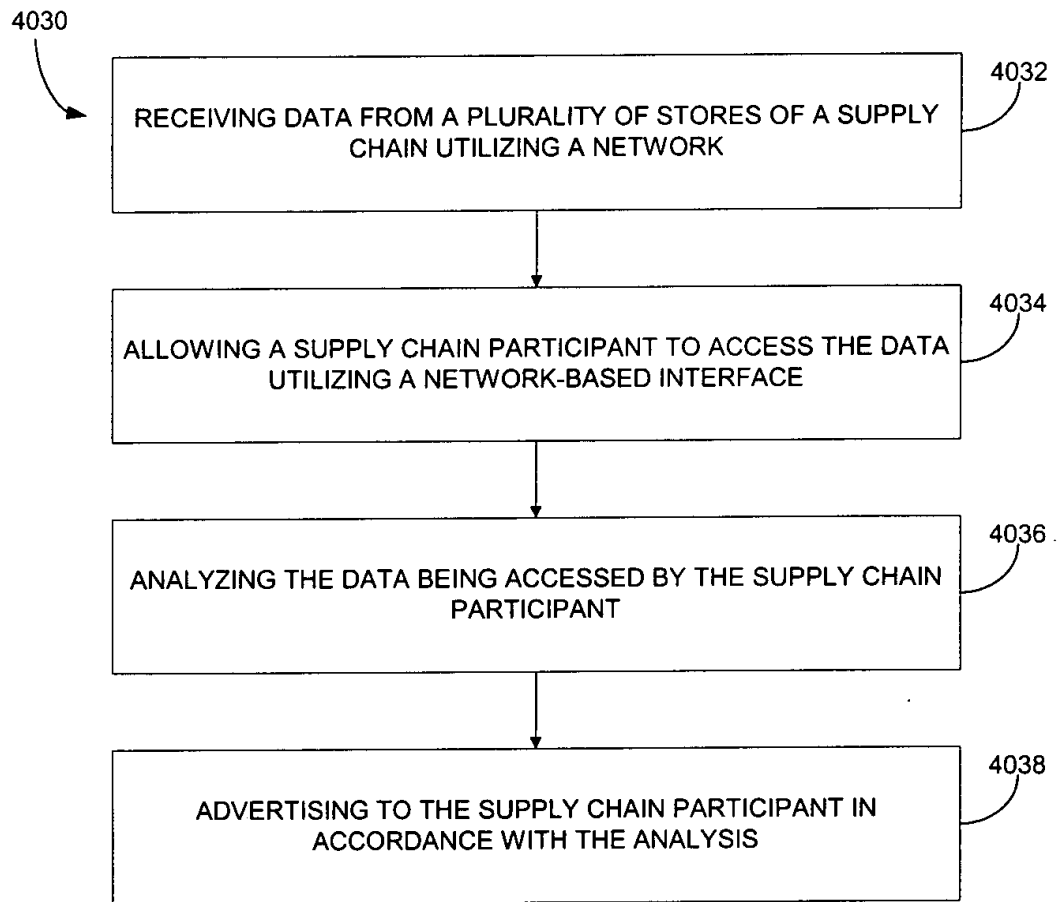 4030
4032
RECEIVING DATA FROM A PLURALITY OF STORES OF A SUPPLY
CHAIN UTILIZING A NETWORK
4034
ALLOWING A SUPPLY CHAIN PARTICIPANT TO ACCESS THE DATA
UTILIZING A NETWORK-BASED INTERFACE
4036
ANALYZING THE DATA BEING ACCESSED BY THE SUPPLY CHAIN
PARTICIPANT
4038
ADVERTISING TO THE SUPPLY CHAIN PARTICIPANT IN
ACCORDANCE WITH THE ANALYSIS